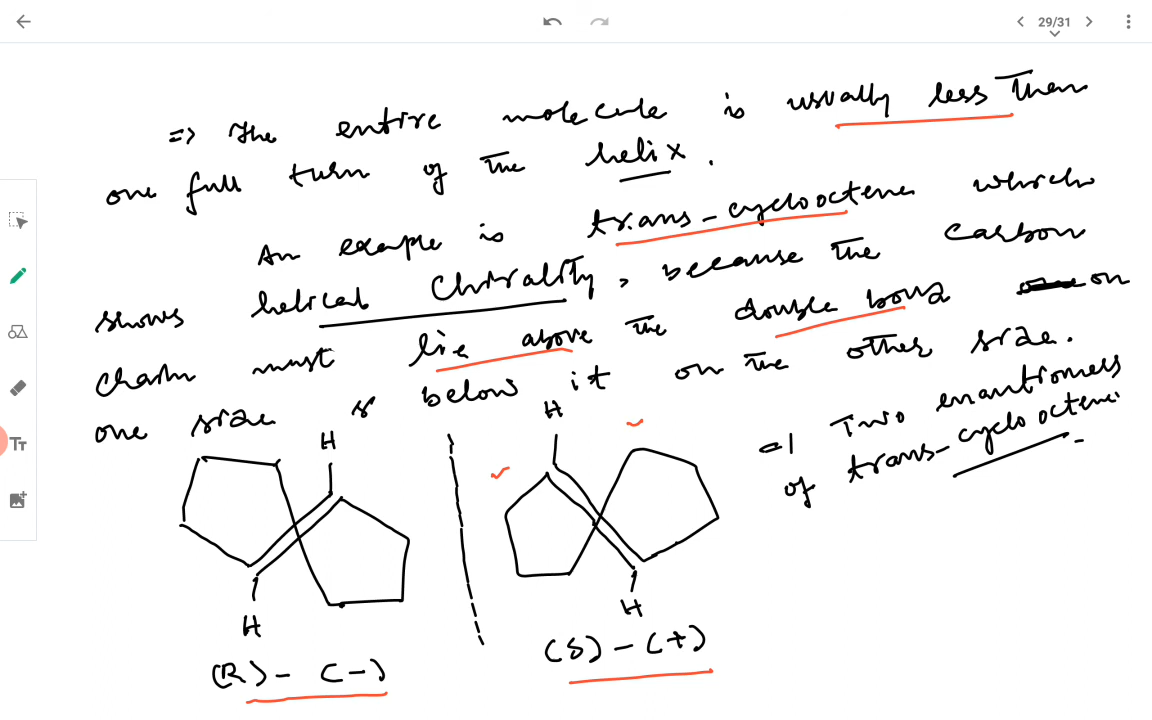 29/31
=> The entire molecule is usually less than
one full turn of the helix.
An example is trans-cyclooctene which
shows helical chirality, because the carbon
chain must lie above the double bond on
one side & below it on the other side.
=) Two enantiomers
of trans-cyclooctene
H
H
H
H
(R)-(-)
(S)-(+)
Tт